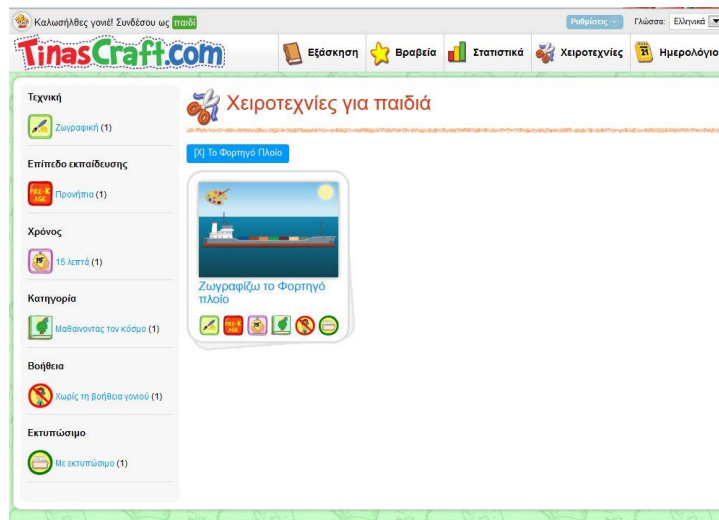 Καλωσήλθες γονιέ! Συνδέσου ως παιδί
Ρυθμίσεις
Γλώσσα: Ελληνικά
TinasCraft.Com
Εξάσκηση
Βραβεία
Στατιστικά
Χειροτεχνίες
Ημερολόγιο
Τεχνική
Ζωγραφική (1)
Επίπεδο εκπαίδευσης
PRE-K AGE
Προνήπια (1)
Χρόνος
15 λεπτά (1)
Κατηγορία
Μαθαινοντας τον κόσμο (1)
Βοήθεια
Χωρίς τη βοήθεια γονιού (1)
Εκτυπώσιμο
Με εκτυπώσιμο (1)
Χειροτεχνίες για παιδιά
[X] Το Φορτηγό Πλοίο
Ζωγραφίζω το Φορτηγό
πλοίο